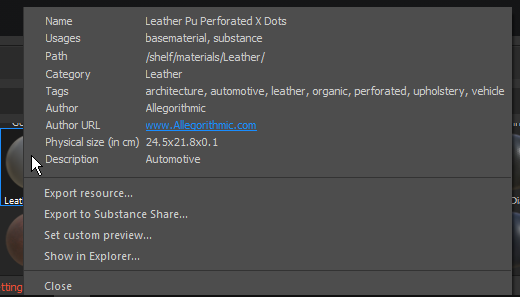 Name Leather Pu Perforated X Dots
Usages basematerial, substance
Path /shelf/materials/Leather/
Category Leather
Tags architecture, automotive, leather, organic, perforated, upholstery, vehicle
Author Allegorithmic
Author URL www.Allegorithmic.com
Physical size (in cm) 24.5x21.8x0.1
Description Automotive
Leat
Export resource...
Export to Substance Share...
Set custom preview...
Show in Explorer...
tting
Close